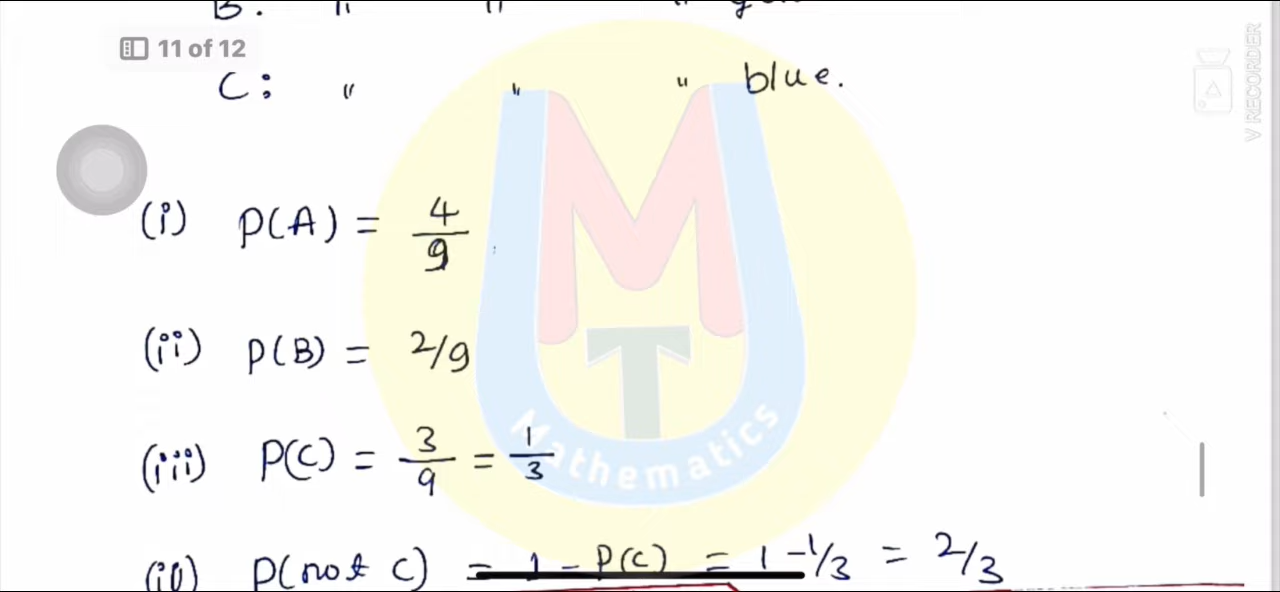 B. " "
11 of 12
C: " " " blue.
V RECORDER
(i) P(A) = 4/9
(ii) P(B) = 2/9
(iii) P(C) = 3/9 = 1/3
(iv) P(not C) = 1 - P(C) = 1 - 1/3 = 2/3
M
T
Mathematics